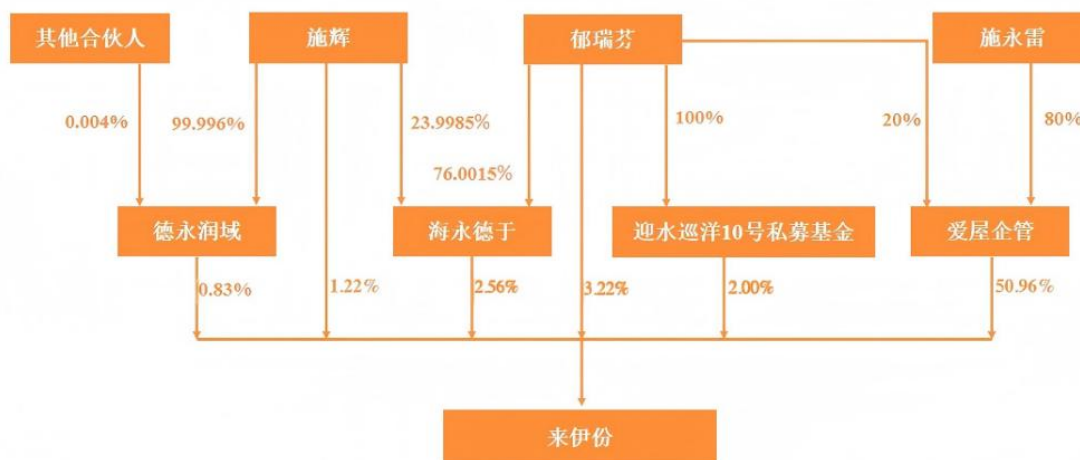 其他合伙人
施辉
郁瑞芬
施永雷
0.004%
99.996%
23.9985%
76.0015%
100%
20%
80%
德永润域
海永德于
迎水巡洋10号私募基金
爱屋企管
0.83%
1.22%
2.56%
3.22%
2.00%
50.96%
来伊份